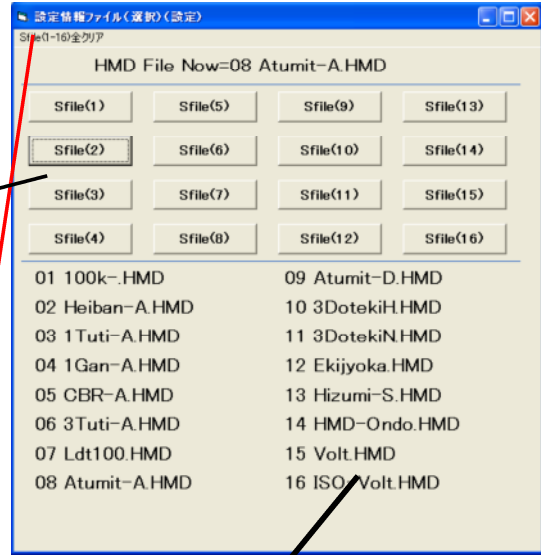 設定情報ファイル(選択)(設定)
Sfile(1-16)全クリア
HMD File Now=08 Atumit-A.HMD
Sfile(1) Sfile(5) Sfile(9) Sfile(13)
Sfile(2) Sfile(6) Sfile(10) Sfile(14)
Sfile(3) Sfile(7) Sfile(11) Sfile(15)
Sfile(4) Sfile(8) Sfile(12) Sfile(16)
01 100k-.HMD
02 Heiban-A.HMD
03 1Tuti-A.HMD
04 1Gan-A.HMD
05 CBR-A.HMD
06 3Tuti-A.HMD
07 Ldt100.HMD
08 Atumit-A.HMD
09 Atumit-D.HMD
10 3DotekiH.HMD
11 3DotekiN.HMD
12 Ekijyoka.HMD
13 Hizumi-S.HMD
14 HMD-Ondo.HMD
15 Volt.HMD
16 ISO-Volt.HMD